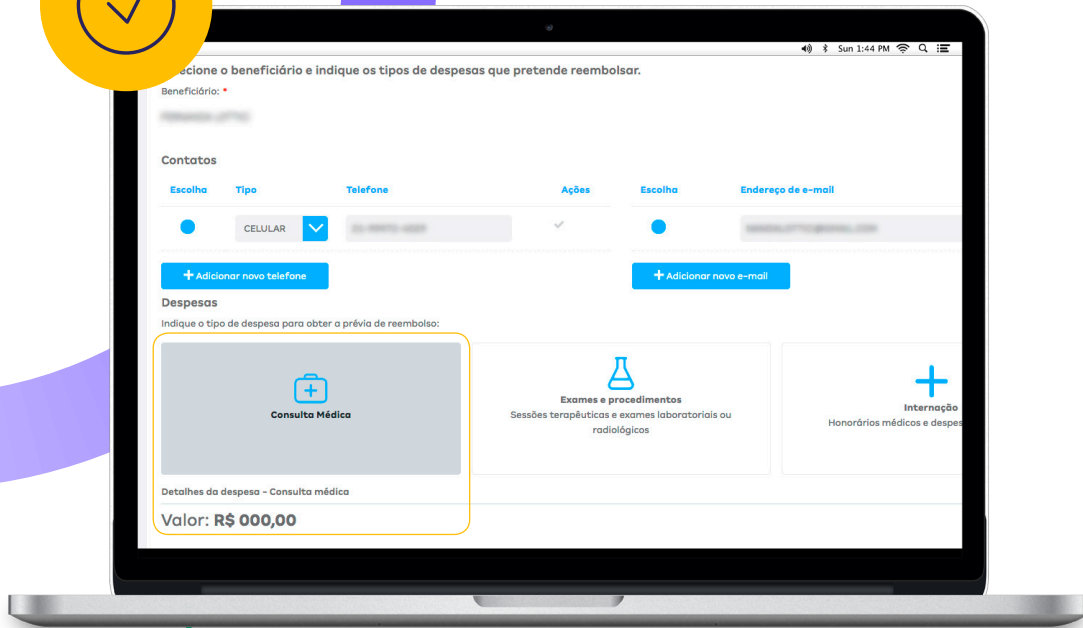 Sun 1:44 PM
ecione o beneficiário e indique os tipos de despesas que pretende reembolsar.
Beneficiário: *
Contatos
Escolha Tipo Telefone Ações Escolha Endereço de e-mail
CELULAR
+ Adicionar novo telefone + Adicionar novo e-mail
Despesas
Indique o tipo de despesa para obter a prévia de reembolso:
Consulta Médica
Exames e procedimentos
Sessões terapêuticas e exames laboratoriais ou
radiológicos
Internação
Honorários médicos e despes
Detalhes da despesa - Consulta médica
Valor: R$ 000,00